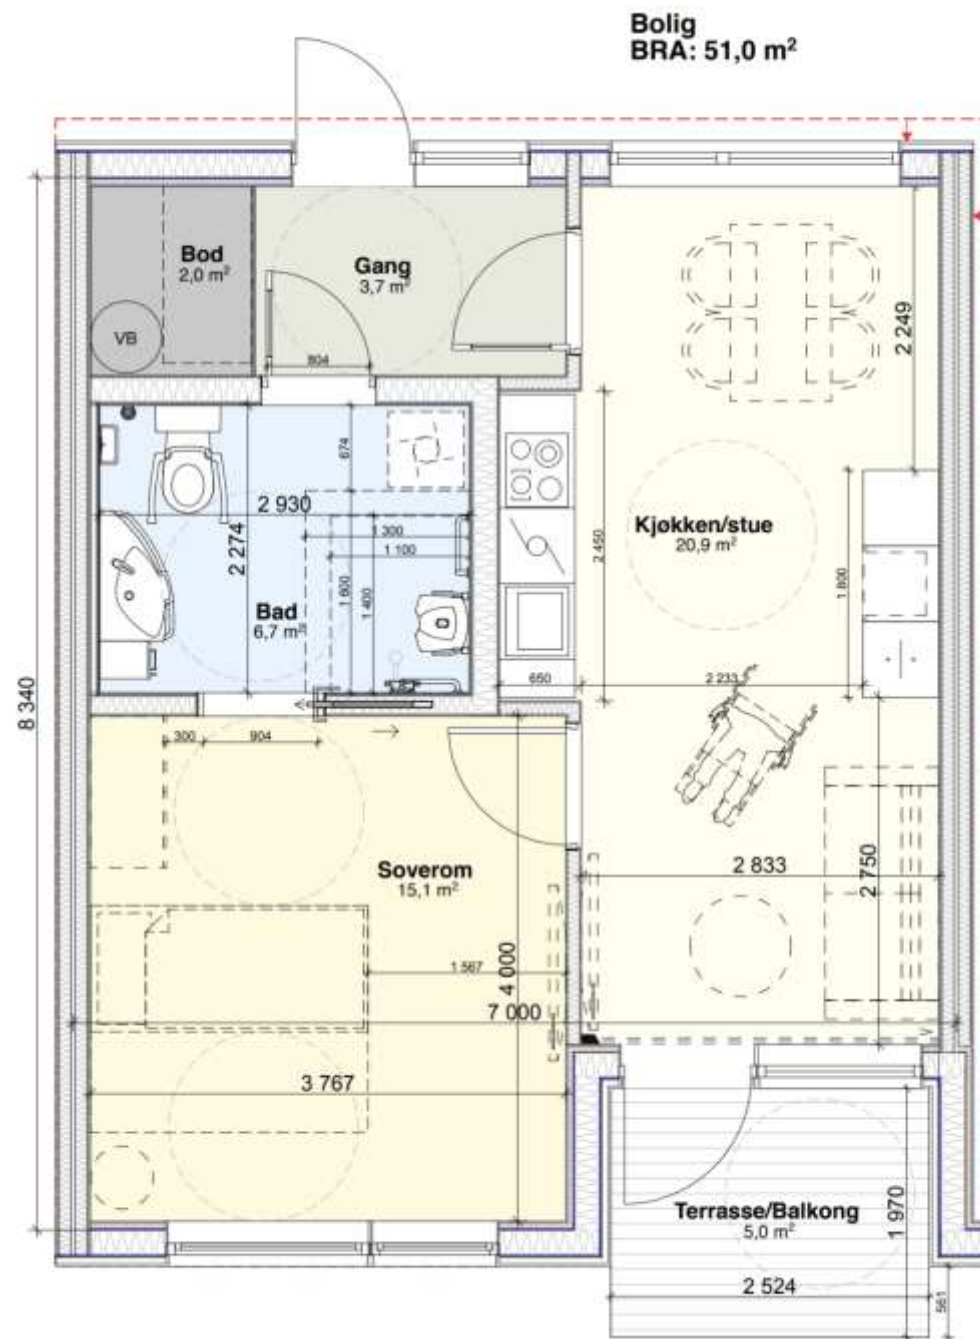 Bolig
BRA: 51,0 m²
Bod
2,0 m²
VB
Gang
3,7 m²
804
2 249
674
2 930
2 274
1 300
1 100
1 600
1 400
Bad
6,7 m²
2 450
Kjøkken/stue
20,9 m²
1 800
650
2 233
8 340
300
904
Soverom
15,1 m²
2 833
2 750
1 567
4 000
7 000
3 767
Terrasse/Balkong
5,0 m²
1 970
2 524
561